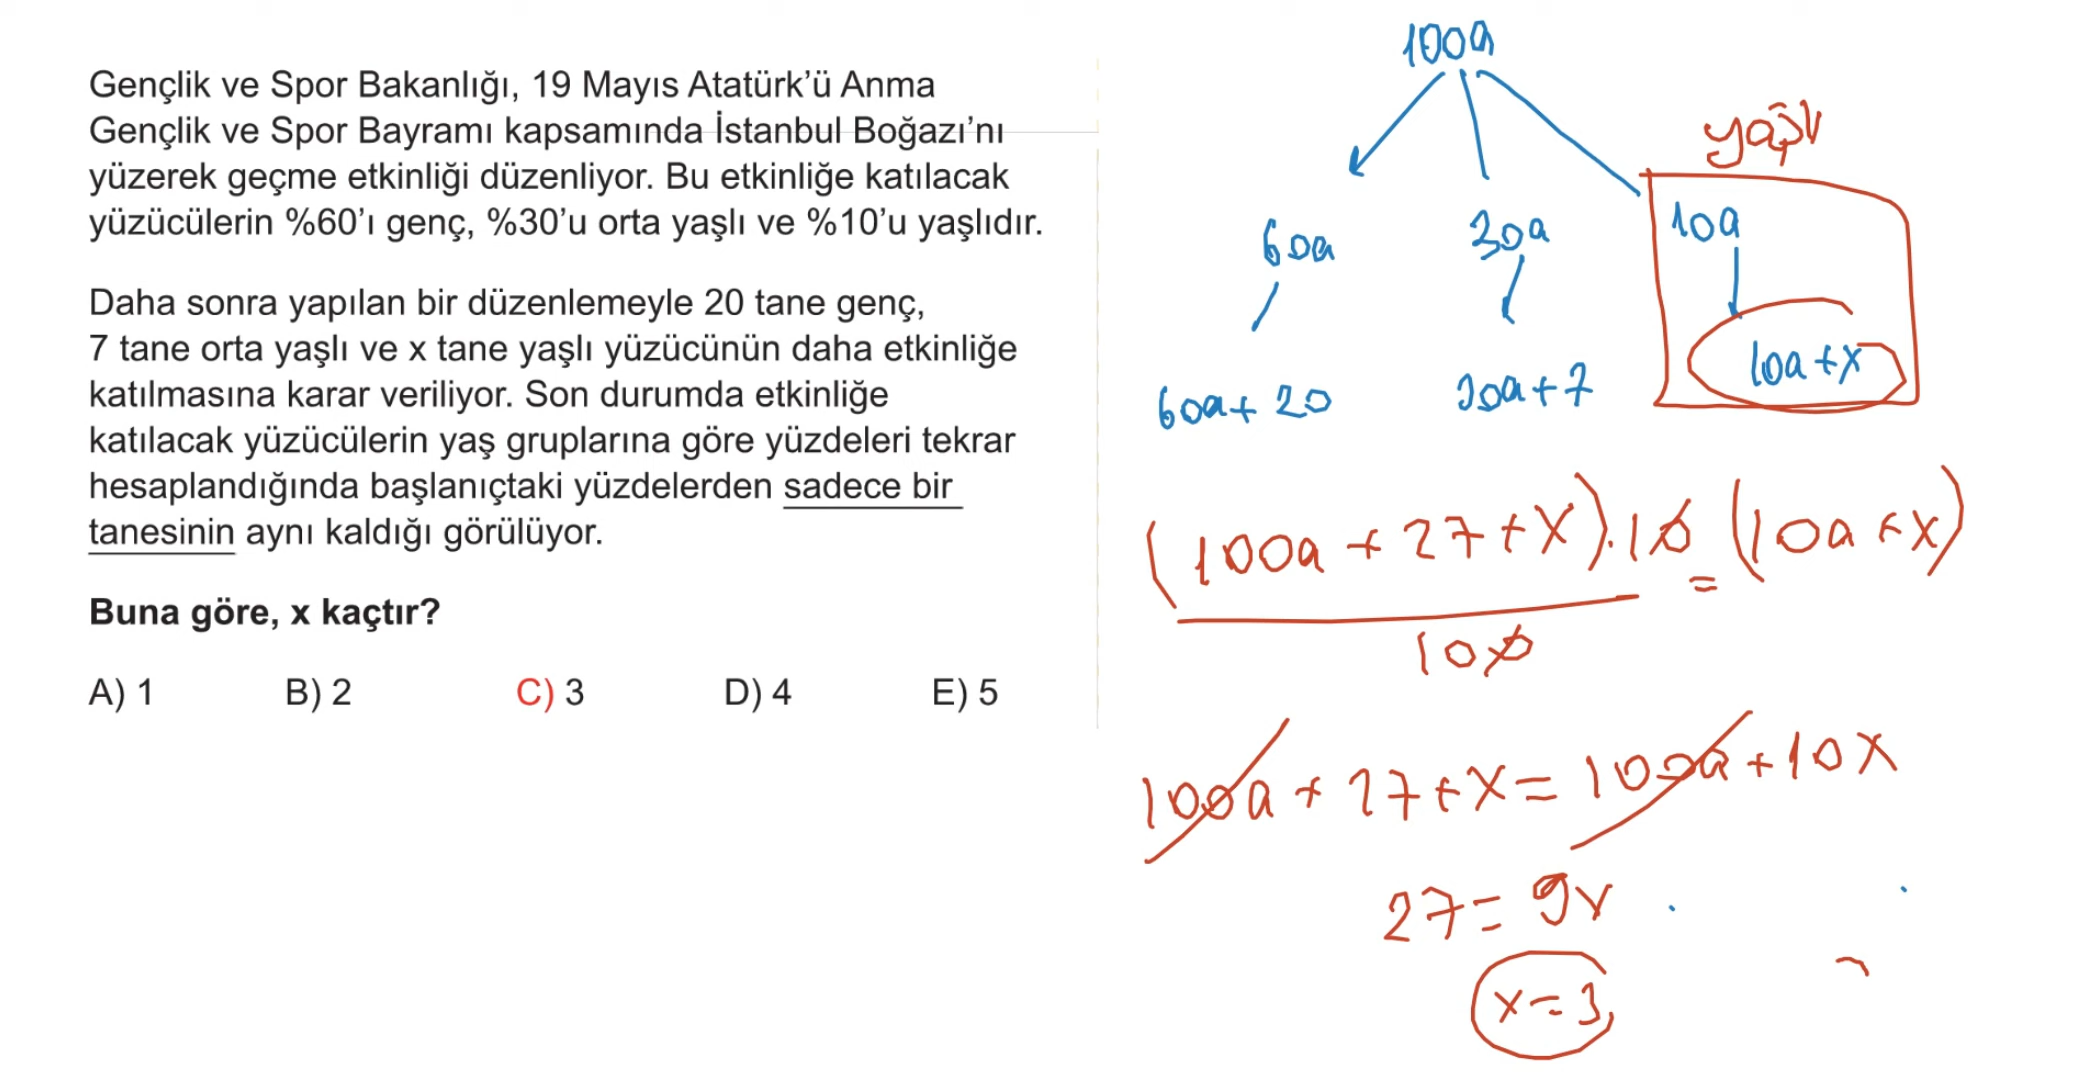 Gençlik ve Spor Bakanlığı, 19 Mayıs Atatürk’ü Anma
Gençlik ve Spor Bayramı kapsamında İstanbul Boğazı’nı
yüzerek geçme etkinliği düzenliyor. Bu etkinliğe katılacak
yüzücülerin %60’ı genç, %30’u orta yaşlı ve %10’u yaşlıdır.
Daha sonra yapılan bir düzenlemeyle 20 tane genç,
7 tane orta yaşlı ve x tane yaşlı yüzücünün daha etkinliğe
katılmasına karar veriliyor. Son durumda etkinliğe
katılacak yüzücülerin yaş gruplarına göre yüzdeleri tekrar
hesaplandığında başlanıçtaki yüzdelerden sadece bir
tanesinin aynı kaldığı görülüyor.
Buna göre, x kaçtır?
A) 1 B) 2 C) 3 D) 4 E) 5
100a
yaşlı
60a 30a 10a
60a+20 30a+7 10a+x
(100a+27+x).10 = (10a+x)
100
100a+27+x=100a+10x
27=9x
x=3